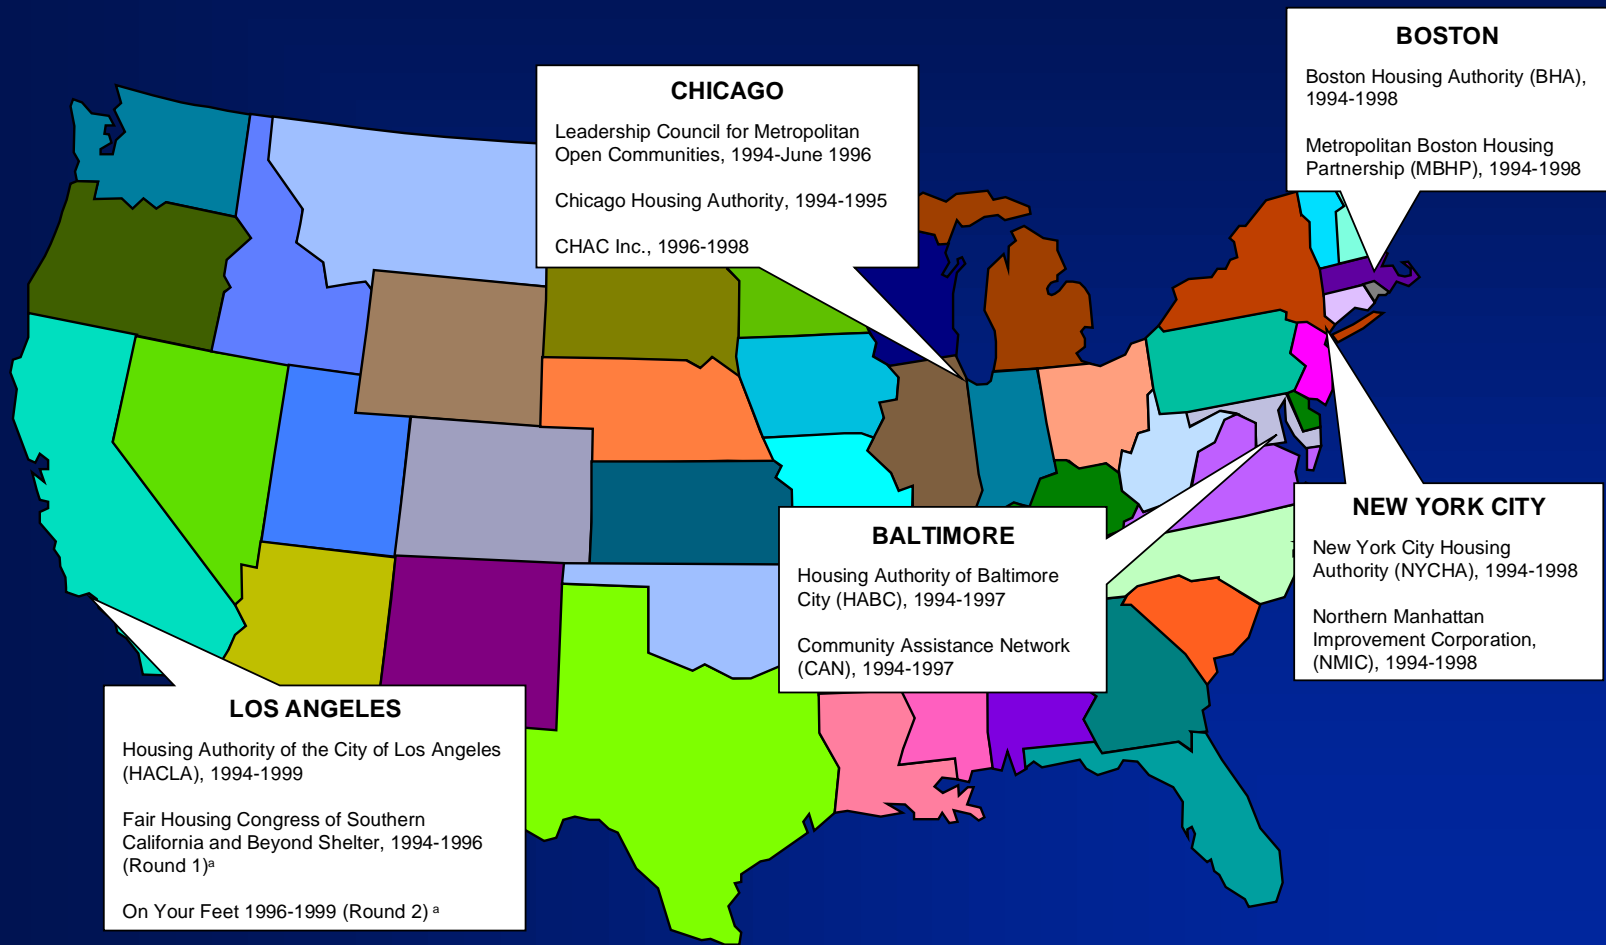 BOSTON
Boston Housing Authority (BHA),
1994-1998
Metropolitan Boston Housing
Partnership (MBHP), 1994-1998
CHICAGO
Leadership Council for Metropolitan
Open Communities, 1994-June 1996
Chicago Housing Authority, 1994-1995
CHAC Inc., 1996-1998
BALTIMORE
Housing Authority of Baltimore
City (HABC), 1994-1997
Community Assistance Network
(CAN), 1994-1997
NEW YORK CITY
New York City Housing
Authority (NYCHA), 1994-1998
Northern Manhattan
Improvement Corporation,
(NMIC), 1994-1998
LOS ANGELES
Housing Authority of the City of Los Angeles
(HACLA), 1994-1999
Fair Housing Congress of Southern
California and Beyond Shelter, 1994-1996
(Round 1)ᵃ
On Your Feet 1996-1999 (Round 2) ᵃ